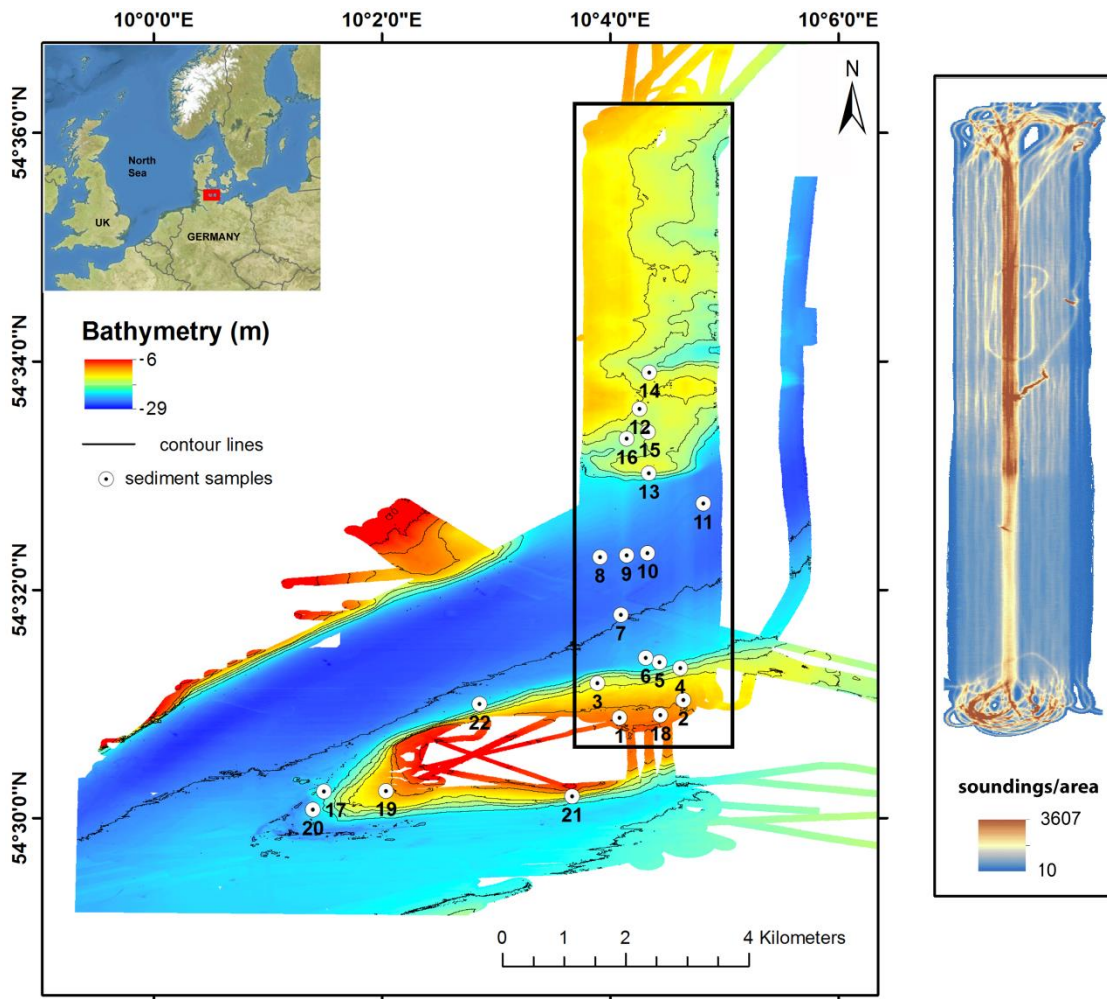 10°0'0"E 10°2'0"E 10°4'0"E 10°6'0"E
54°36'0"N
54°34'0"N
54°32'0"N
54°30'0"N
N
North
Sea
UK
GERMANY
Bathymetry (m)
-6
-29
contour lines
sediment samples
14
12
16 15
13
11
8 9 10
7
6 5 4
3
2
22
1 18
17 19
20
21
0 1 2 4 Kilometers
soundings/area
3607
10